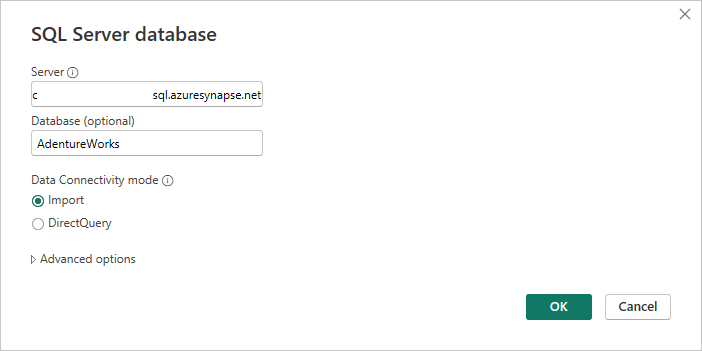 SQL Server database
Server
c sql.azuresynapse.net
Database (optional)
AdentureWorks
Data Connectivity mode
Import
DirectQuery
Advanced options
OK Cancel